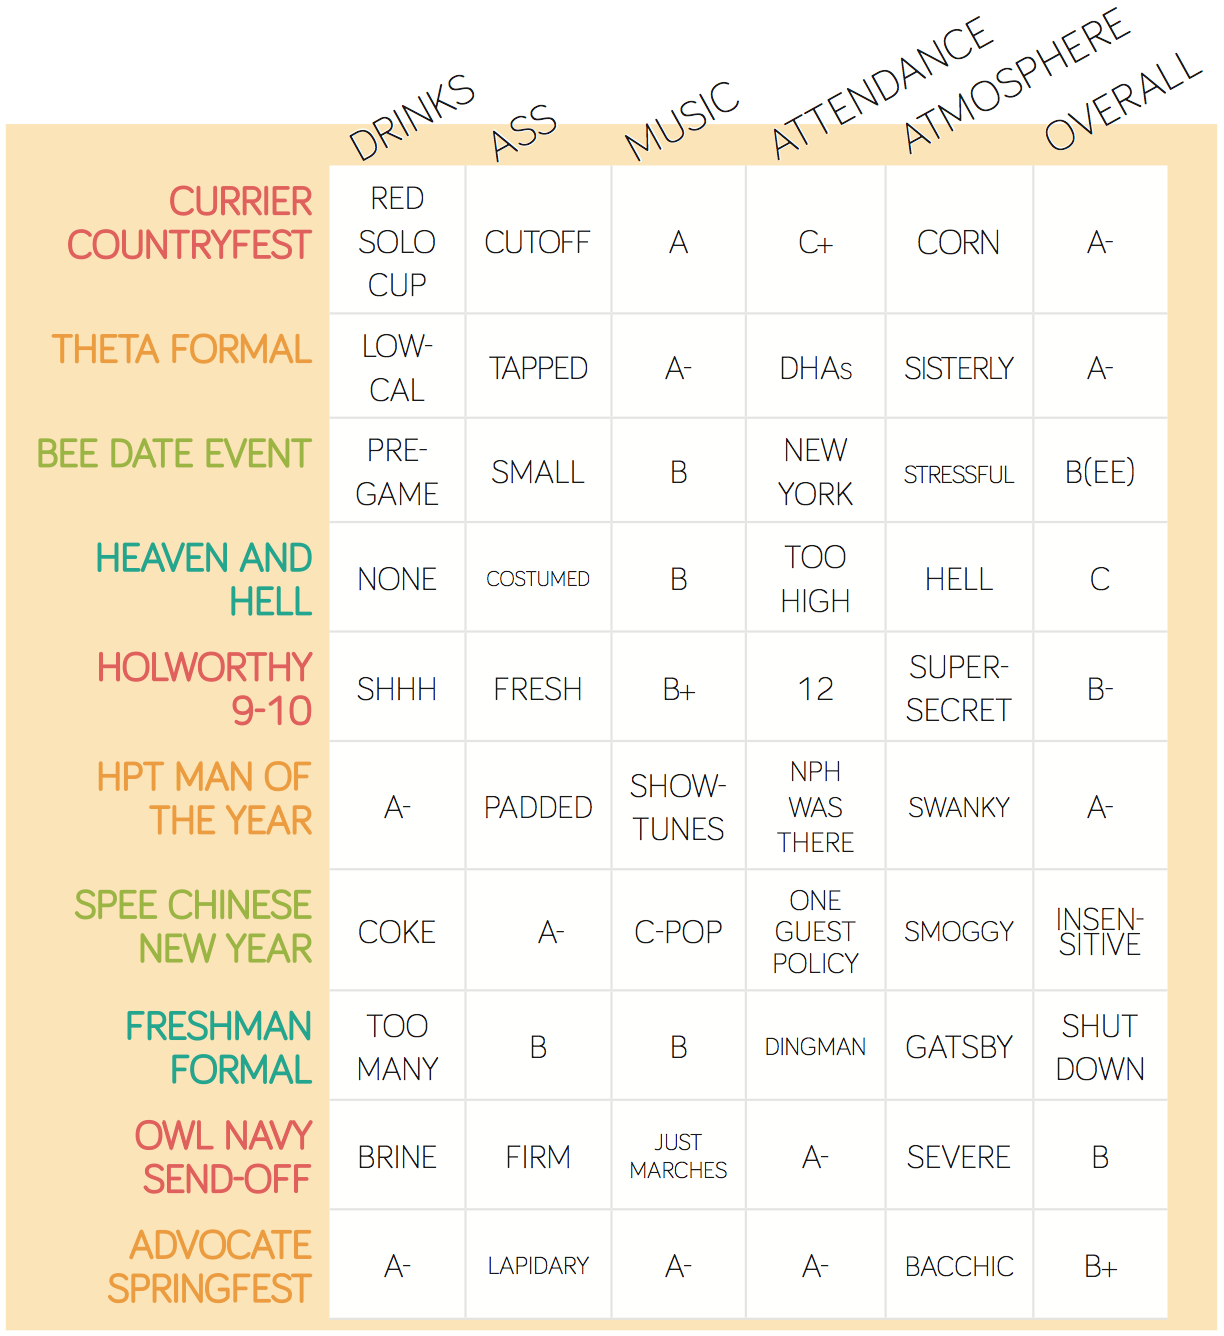 DRINKS ASS MUSIC ATTENDANCE ATMOSPHERE OVERALL
CURRIER
COUNTRYFEST
RED
SOLO
CUP
CUTOFF
A
C+
CORN
A-
THETA FORMAL
LOW-
CAL
TAPPED
A-
DHAs
SISTERLY
A-
BEE DATE EVENT
PRE-
GAME
SMALL
B
NEW
YORK
STRESSFUL
B(EE)
HEAVEN AND
HELL
NONE
COSTUMED
B
TOO
HIGH
HELL
C
HOLWORTHY
9-10
SHHH
FRESH
B+
12
SUPER-
SECRET
B-
HPT MAN OF
THE YEAR
A-
PADDED
SHOW-
TUNES
NPH
WAS
THERE
SWANKY
A-
SPEE CHINESE
NEW YEAR
COKE
A-
C-POP
ONE
GUEST
POLICY
SMOGGY
INSEN-
SITIVE
FRESHMAN
FORMAL
TOO
MANY
B
B
DINGMAN
GATSBY
SHUT
DOWN
OWL NAVY
SEND-OFF
BRINE
FIRM
JUST
MARCHES
A-
SEVERE
B
ADVOCATE
SPRINGFEST
A-
LAPIDARY
A-
A-
BACCHIC
B+